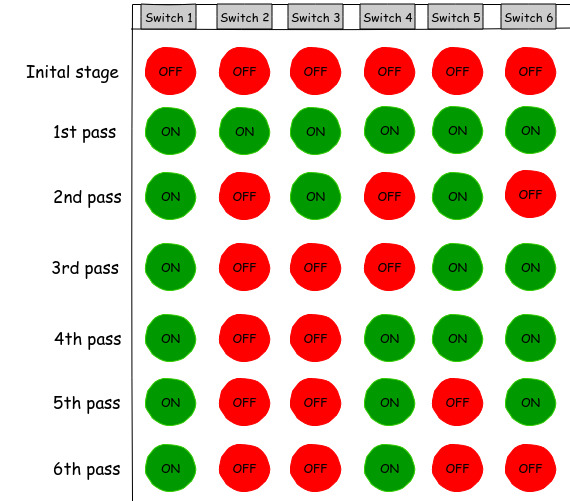 Switch 1 Switch 2 Switch 3 Switch 4 Switch 5 Switch 6
Inital stage OFF OFF OFF OFF OFF OFF
1st pass ON ON ON ON ON ON
2nd pass ON OFF ON OFF ON OFF
3rd pass ON OFF OFF OFF ON ON
4th pass ON OFF OFF ON ON ON
5th pass ON OFF OFF ON OFF ON
6th pass ON OFF OFF ON OFF OFF